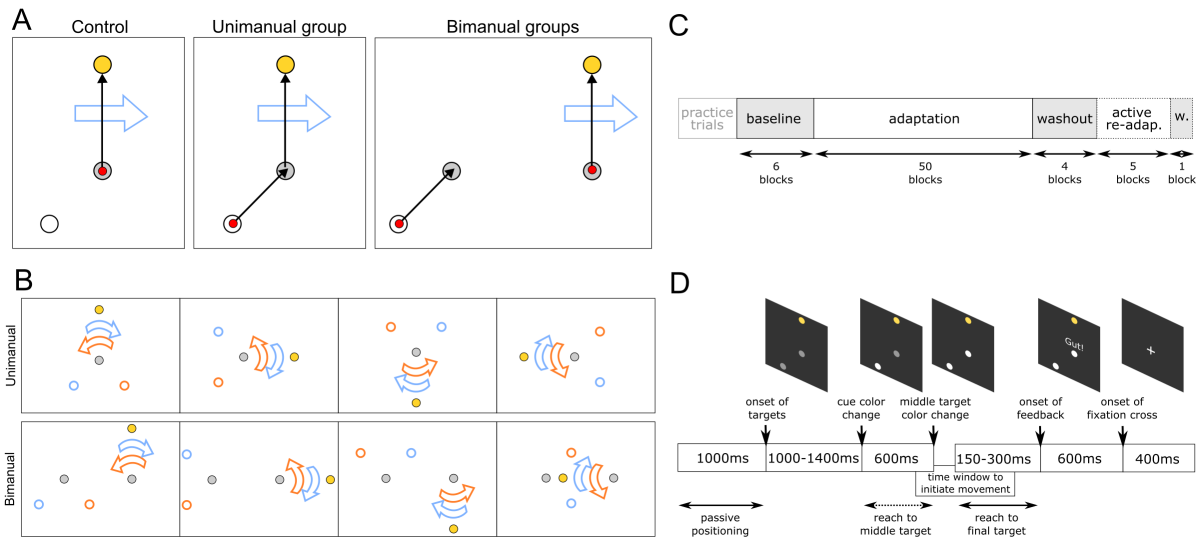 A
Control
Unimanual group
Bimanual groups
B
Unimanual
Bimanual
C
practice
trials
baseline
adaptation
washout
active
re-adap.
w.
6
blocks
50
blocks
4
blocks
5
blocks
1
block
D
Gut!
onset of
targets
cue color
change
middle target
color change
onset of
feedback
onset of
fixation cross
1000ms
1000-1400ms
600ms
150-300ms
600ms
400ms
time window to
initiate movement
passive
positioning
reach to
middle target
reach to
final target